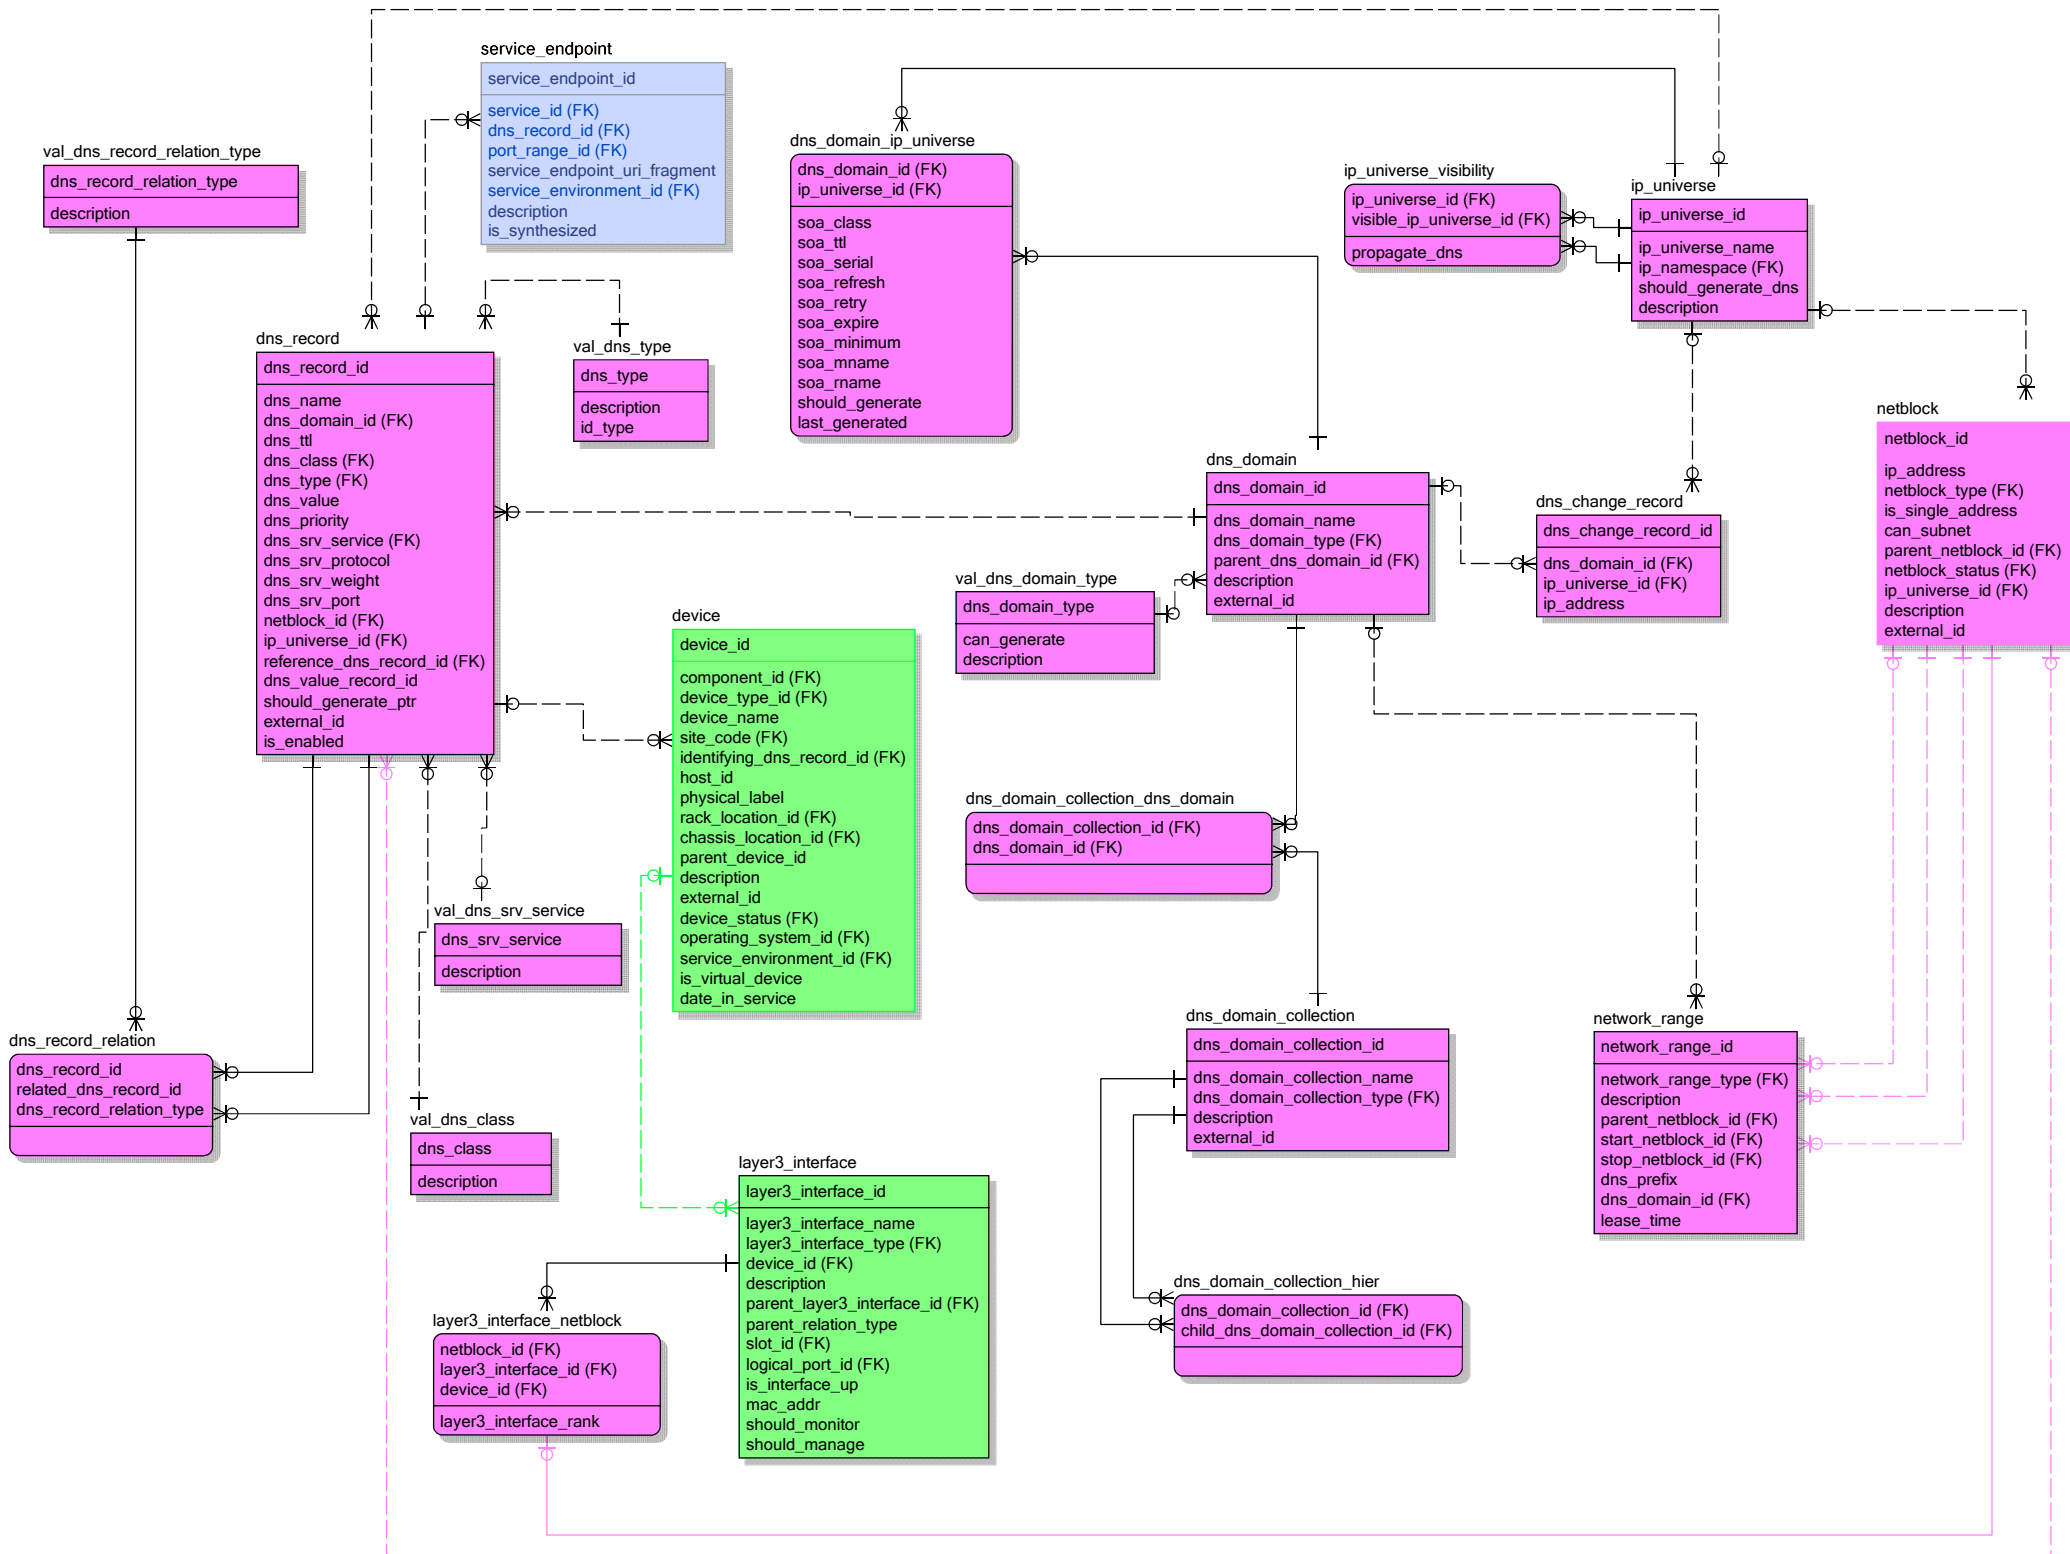 service_endpoint
service_endpoint_id
service_id (FK)
dns_record_id (FK)
port_range_id (FK)
service_endpoint_uri_fragment
service_environment_id (FK)
description
is_synthesized
val_dns_record_relation_type
dns_record_relation_type
description
dns_domain_ip_universe
dns_domain_id (FK)
ip_universe_id (FK)
soa_class
soa_ttl
soa_serial
soa_refresh
soa_retry
soa_expire
soa_minimum
soa_mname
soa_rname
should_generate
last_generated
ip_universe_visibility
ip_universe_id (FK)
visible_ip_universe_id (FK)
propagate_dns
ip_universe
ip_universe_id
ip_universe_name
ip_namespace (FK)
should_generate_dns
description
dns_record
dns_record_id
dns_name
dns_domain_id (FK)
dns_ttl
dns_class (FK)
dns_type (FK)
dns_value
dns_priority
dns_srv_service (FK)
dns_srv_protocol
dns_srv_weight
dns_srv_port
netblock_id (FK)
ip_universe_id (FK)
reference_dns_record_id (FK)
dns_value_record_id
should_generate_ptr
external_id
is_enabled
val_dns_type
dns_type
description
id_type
netblock
netblock_id
ip_address
netblock_type (FK)
is_single_address
can_subnet
parent_netblock_id (FK)
netblock_status (FK)
ip_universe_id (FK)
description
external_id
dns_domain
dns_domain_id
dns_domain_name
dns_domain_type (FK)
parent_dns_domain_id (FK)
description
external_id
dns_change_record
dns_change_record_id
dns_domain_id (FK)
ip_universe_id (FK)
ip_address
val_dns_domain_type
dns_domain_type
can_generate
description
device
device_id
component_id (FK)
device_type_id (FK)
device_name
site_code (FK)
identifying_dns_record_id (FK)
host_id
physical_label
rack_location_id (FK)
chassis_location_id (FK)
parent_device_id
description
external_id
device_status (FK)
operating_system_id (FK)
service_environment_id (FK)
is_virtual_device
date_in_service
dns_domain_collection_dns_domain
dns_domain_collection_id (FK)
dns_domain_id (FK)
val_dns_srv_service
dns_srv_service
description
dns_domain_collection
dns_domain_collection_id
dns_domain_collection_name
dns_domain_collection_type (FK)
description
external_id
network_range
network_range_id
network_range_type (FK)
description
parent_netblock_id (FK)
start_netblock_id (FK)
stop_netblock_id (FK)
dns_prefix
dns_domain_id (FK)
lease_time
dns_record_relation
dns_record_id
related_dns_record_id
dns_record_relation_type
val_dns_class
dns_class
description
layer3_interface
layer3_interface_id
layer3_interface_name
layer3_interface_type (FK)
device_id (FK)
description
parent_layer3_interface_id (FK)
parent_relation_type
slot_id (FK)
logical_port_id (FK)
is_interface_up
mac_addr
should_monitor
should_manage
dns_domain_collection_hier
dns_domain_collection_id (FK)
child_dns_domain_collection_id (FK)
layer3_interface_netblock
netblock_id (FK)
layer3_interface_id (FK)
device_id (FK)
layer3_interface_rank